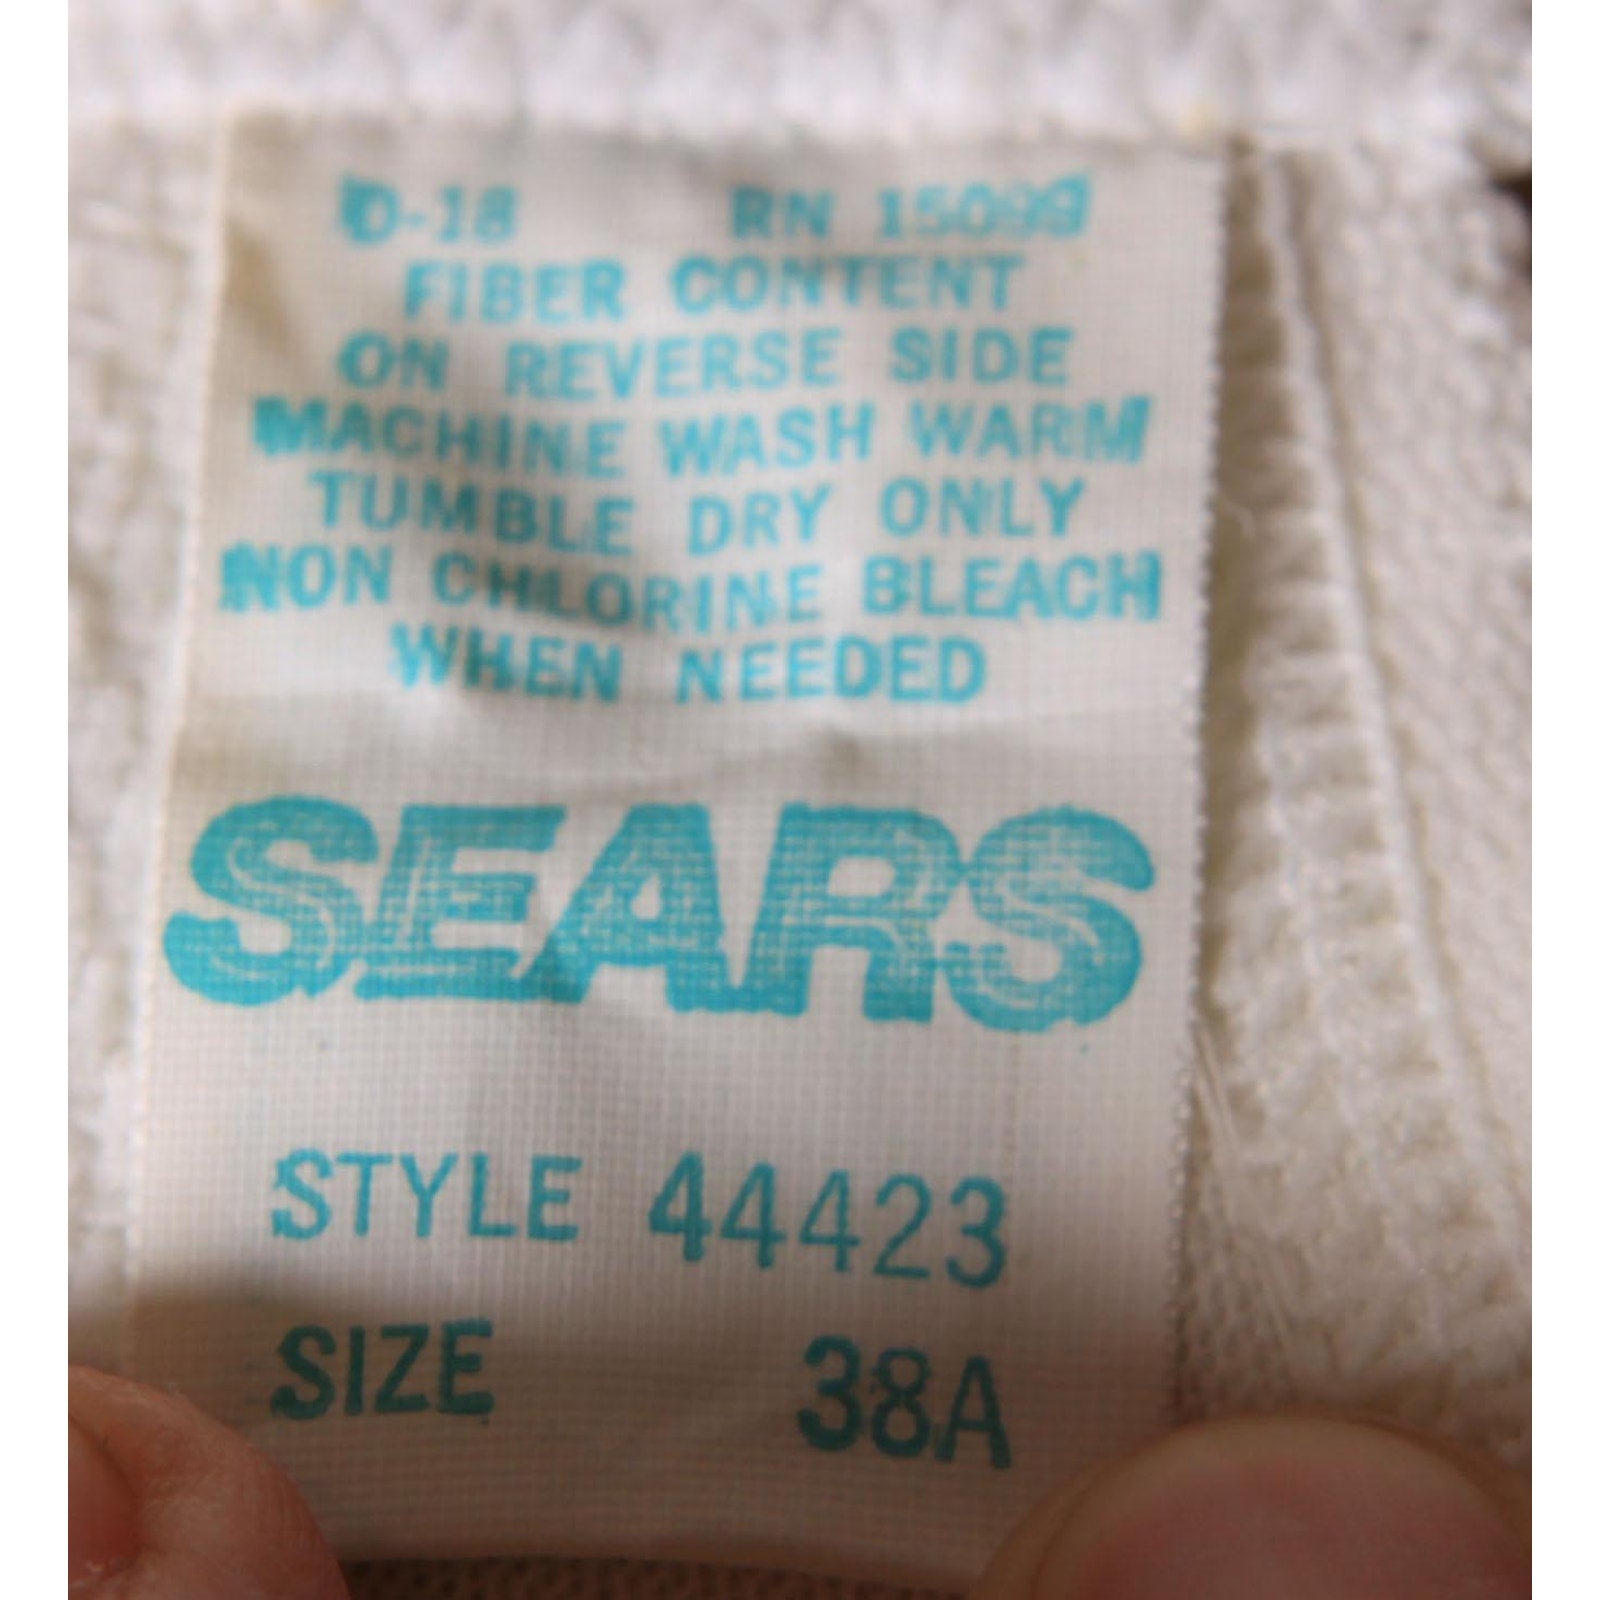 D-18 RN 15099
FIBER CONTENT
ON REVERSE SIDE
MACHINE WASH WARM
TUMBLE DRY ONLY
NON CHLORINE BLEACH
WHEN NEEDED
SEARS
STYLE 44423
SIZE 38A